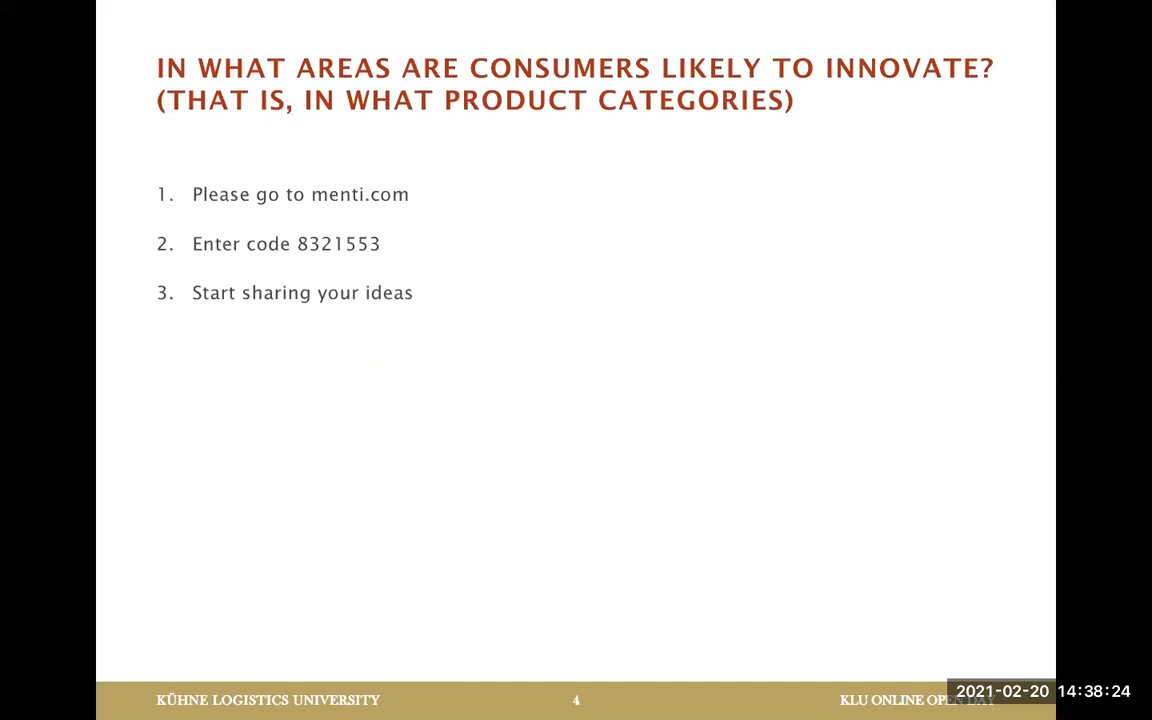 IN WHAT AREAS ARE CONSUMERS LIKELY TO INNOVATE?
(THAT IS, IN WHAT PRODUCT CATEGORIES)
1. Please go to menti.com
2. Enter code 8321553
3. Start sharing your ideas
KÜHNE LOGISTICS UNIVERSITY
4
KLU ONLINE OPEN DAY
2021-02-20 14:38:24